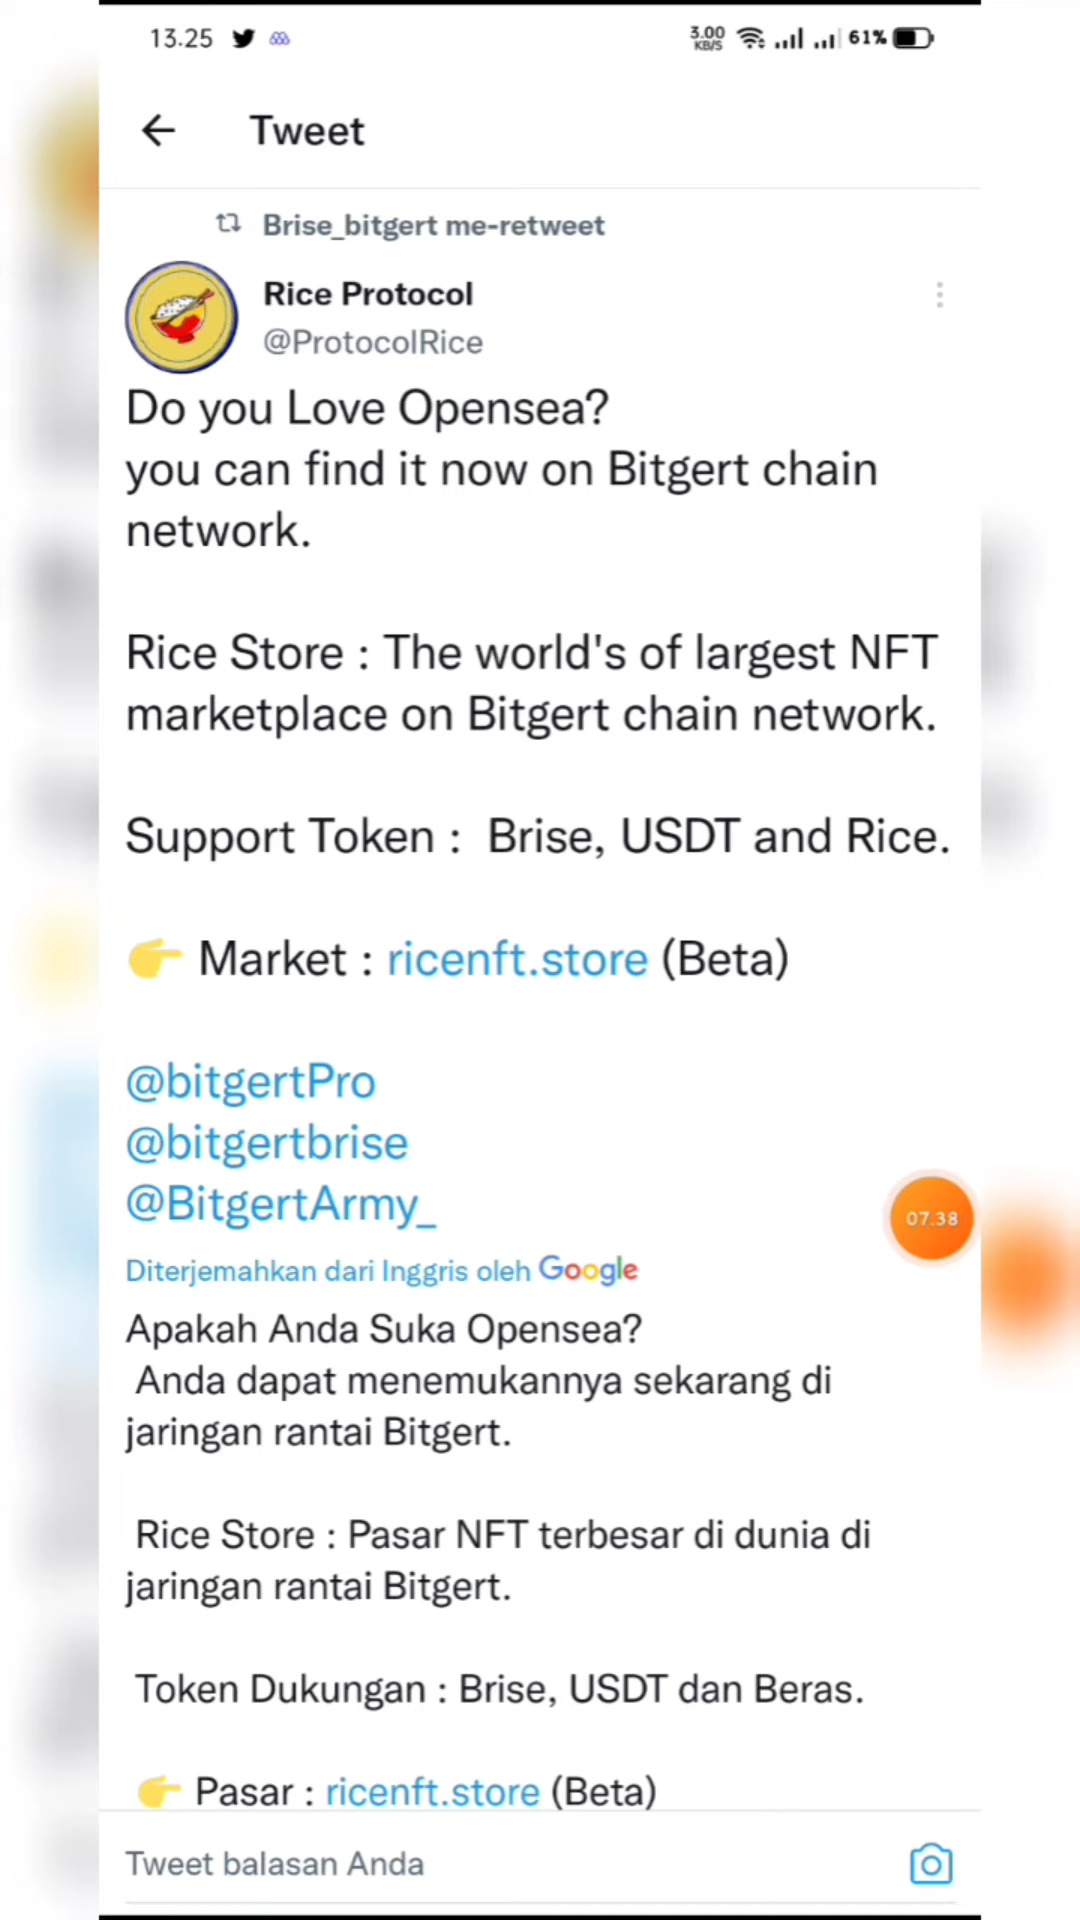 13.25
3.00
KB/S
61%
Tweet
Brise_bitgert me-retweet
Rice Protocol
@ProtocolRice
Do you Love Opensea?
you can find it now on Bitgert chain
network.
Rice Store : The world's of largest NFT
marketplace on Bitgert chain network.
Support Token :  Brise, USDT and Rice.
👉 Market : ricenft.store (Beta)
@bitgertPro
@bitgertbrise
@BitgertArmy_
07.38
Diterjemahkan dari Inggris oleh Google
Apakah Anda Suka Opensea?
Anda dapat menemukannya sekarang di
jaringan rantai Bitgert.
Rice Store : Pasar NFT terbesar di dunia di
jaringan rantai Bitgert.
Token Dukungan : Brise, USDT dan Beras.
👉 Pasar : ricenft.store (Beta)
Tweet balasan Anda